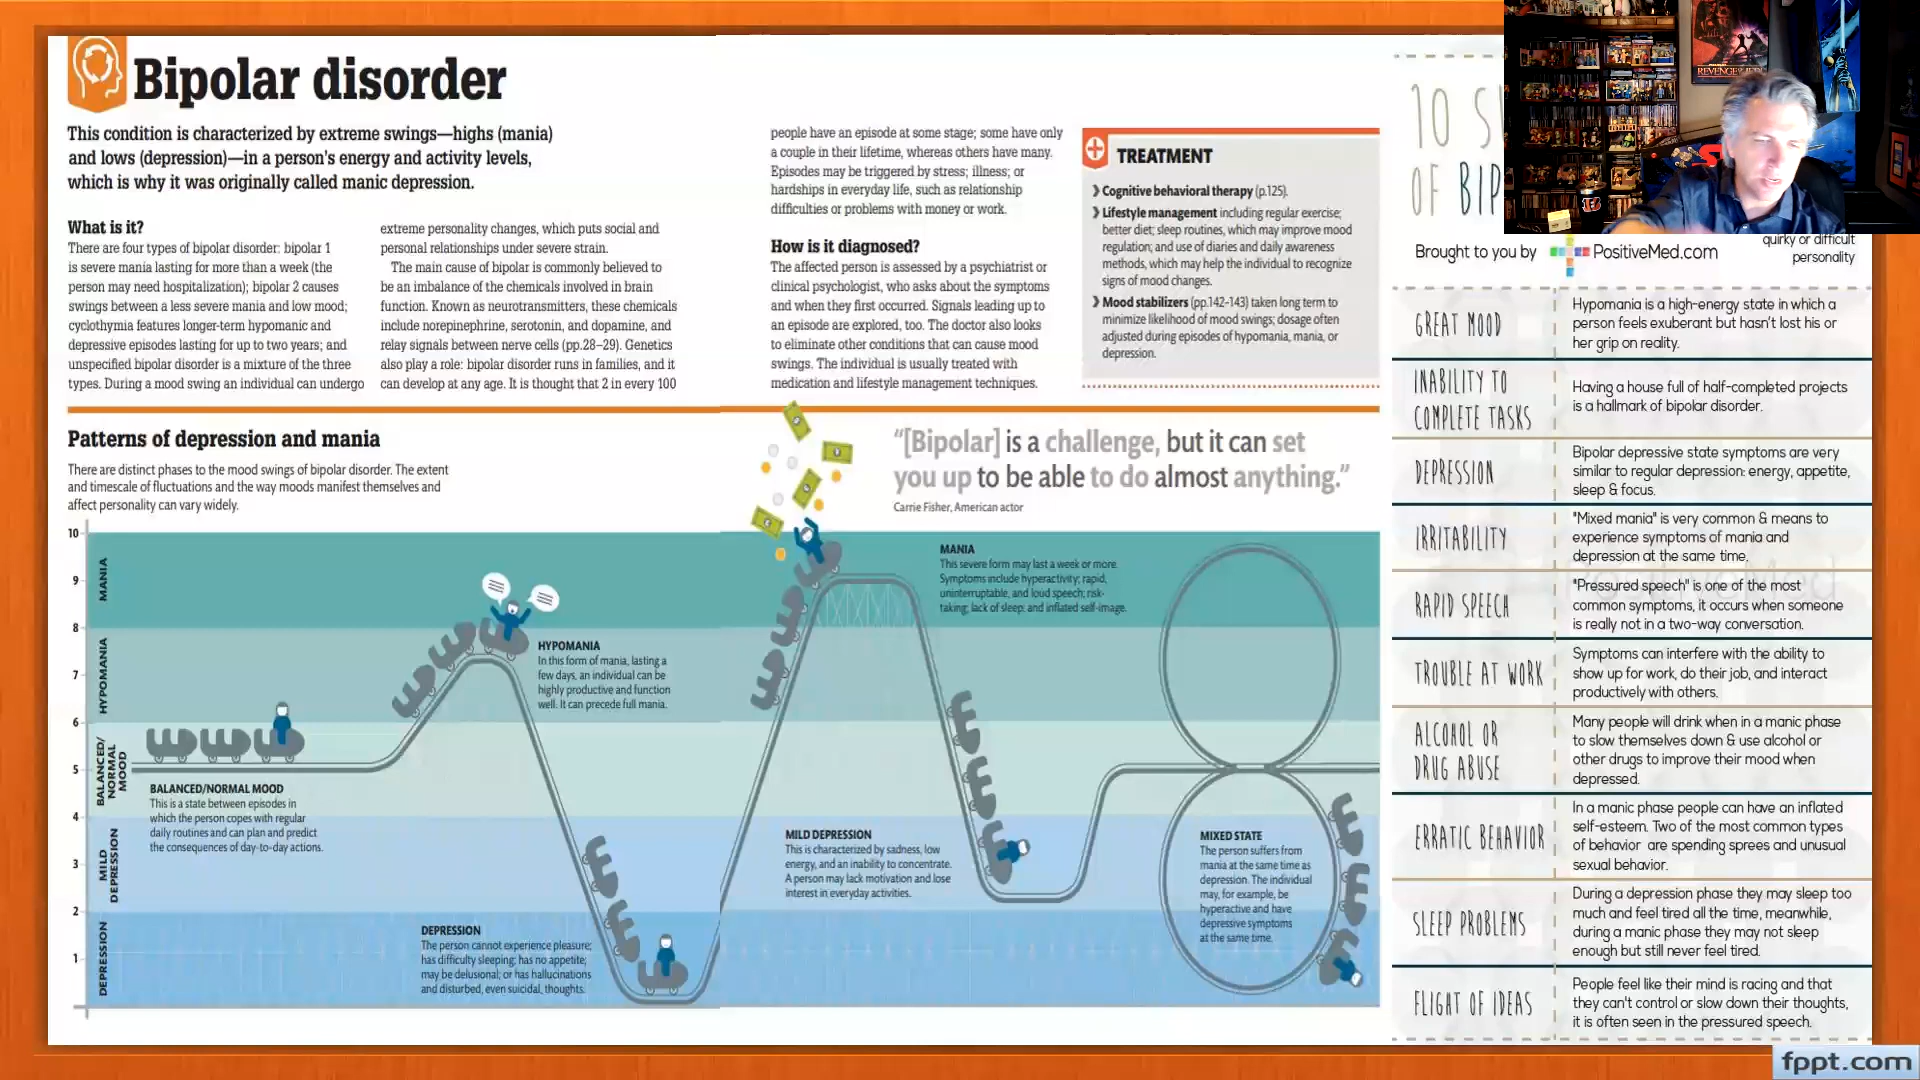 Bipolar disorder
This condition is characterized by extreme swings—highs (mania)
and lows (depression)—in a person's energy and activity levels,
which is why it was originally called manic depression.
What is it?
There are four types of bipolar disorder: bipolar 1
is severe mania lasting for more than a week (the
person may need hospitalization); bipolar 2 causes
swings between a less severe mania and low mood;
cyclothymia features longer-term hypomanic and
depressive episodes lasting for up to two years; and
unspecified bipolar disorder is a mixture of the three
types. During a mood swing an individual can undergo
extreme personality changes, which puts social and
personal relationships under severe strain.
The main cause of bipolar is commonly believed to
be an imbalance of the chemicals involved in brain
function. Known as neurotransmitters, these chemicals
include norepinephrine, serotonin, and dopamine, and
relay signals between nerve cells (pp.28–29). Genetics
also play a role: bipolar disorder runs in families, and it
can develop at any age. It is thought that 2 in every 100
people have an episode at some stage; some have only
a couple in their lifetime, whereas others have many.
Episodes may be triggered by stress; illness; or
hardships in everyday life, such as relationship
difficulties or problems with money or work.
How is it diagnosed?
The affected person is assessed by a psychiatrist or
clinical psychologist, who asks about the symptoms
and when they first occurred. Signals leading up to
an episode are explored, too. The doctor also looks
to eliminate other conditions that can cause mood
swings. The individual is usually treated with
medication and lifestyle management techniques.
TREATMENT
❯ Cognitive behavioral therapy (p.125).
❯ Lifestyle management including regular exercise;
better diet; sleep routines, which may improve mood
regulation; and use of diaries and daily awareness
methods, which may help the individual to recognize
signs of mood changes.
❯ Mood stabilizers (pp.142–143) taken long term to
minimize likelihood of mood swings; dosage often
adjusted during episodes of hypomania, mania, or
depression.
Patterns of depression and mania
There are distinct phases to the mood swings of bipolar disorder. The extent
and timescale of fluctuations and the way moods manifest themselves and
affect personality can vary widely.
"[Bipolar] is a challenge, but it can set
you up to be able to do almost anything."
Carrie Fisher, American actor
10
9
8
7
6
5
4
3
2
1
MANIA
HYPOMANIA
BALANCED/
NORMAL
MOOD
MILD
DEPRESSION
DEPRESSION
BALANCED/NORMAL MOOD
This is a state between episodes in
which the person copes with regular
daily routines and can plan and predict
the consequences of day-to-day actions.
HYPOMANIA
In this form of mania, lasting a
few days, an individual can be
highly productive and function
well. It can precede full mania.
DEPRESSION
The person cannot experience pleasure;
has difficulty sleeping; has no appetite;
may be delusional; or has hallucinations
and disturbed, even suicidal, thoughts.
MANIA
This severe form may last a week or more.
Symptoms include hyperactivity; rapid,
uninterruptable, and loud speech; risk-
taking; lack of sleep; and inflated self-image.
MILD DEPRESSION
This is characterized by sadness, low
energy, and an inability to concentrate.
A person may lack motivation and lose
interest in everyday activities.
MIXED STATE
The person suffers from
mania at the same time as
depression. The individual
may, for example, be
hyperactive and have
depressive symptoms
at the same time.
10 S
OF BIP
REVENGE
quirky or difficult
personality
Brought to you by PositiveMed.com
GREAT MOOD
Hypomania is a high-energy state in which a
person feels exuberant but hasn't lost his or
her grip on reality.
INABILITY TO
COMPLETE TASKS
Having a house full of half-completed projects
is a hallmark of bipolar disorder.
DEPRESSION
Bipolar depressive state symptoms are very
similar to regular depression: energy, appetite,
sleep & focus.
IRRITABILITY
"Mixed mania" is very common & means to
experience symptoms of mania and
depression at the same time.
RAPID SPEECH
"Pressured speech" is one of the most
common symptoms, it occurs when someone
is really not in a two-way conversation.
TROUBLE AT WORK
Symptoms can interfere with the ability to
show up for work, do their job, and interact
productively with others.
ALCOHOL OR
DRUG ABUSE
Many people will drink when in a manic phase
to slow themselves down & use alcohol or
other drugs to improve their mood when
depressed.
ERRATIC BEHAVIOR
In a manic phase people can have an inflated
self-esteem. Two of the most common types
of behavior are spending sprees and unusual
sexual behavior.
SLEEP PROBLEMS
During a depression phase they may sleep too
much and feel tired all the time, meanwhile,
during a manic phase they may not sleep
enough but still never feel tired.
FLIGHT OF IDEAS
People feel like their mind is racing and that
they can't control or slow down their thoughts,
it is often seen in the pressured speech.
fppt.com